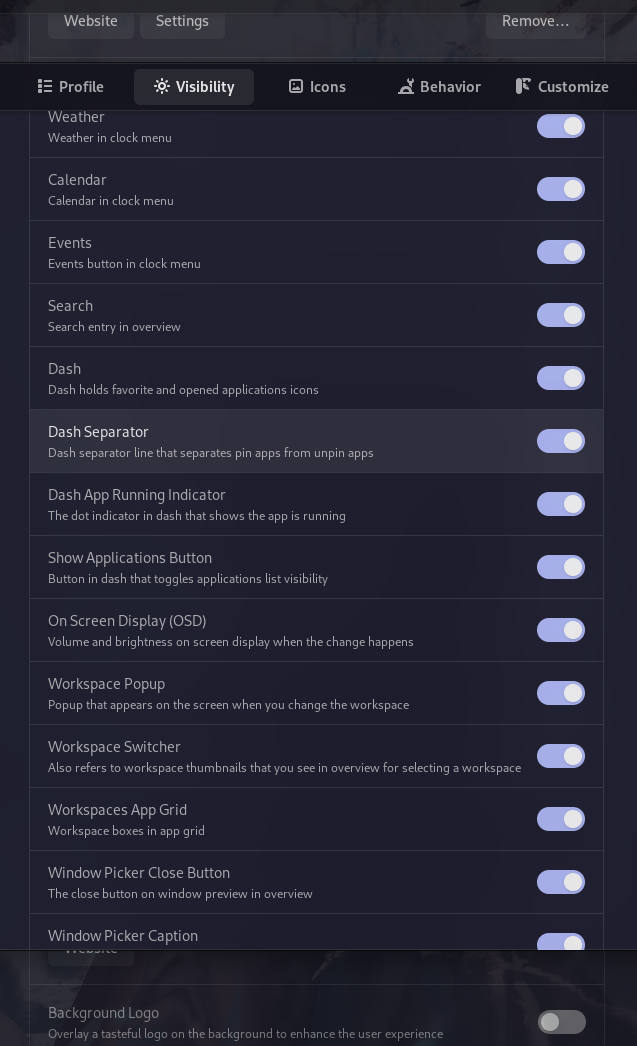 Website Settings Remove...
Profile Visibility Icons Behavior Customize
Weather
Weather in clock menu
Calendar
Calendar in clock menu
Events
Events button in clock menu
Search
Search entry in overview
Dash
Dash holds favorite and opened applications icons
Dash Separator
Dash separator line that separates pin apps from unpin apps
Dash App Running Indicator
The dot indicator in dash that shows the app is running
Show Applications Button
Button in dash that toggles applications list visibility
On Screen Display (OSD)
Volume and brightness on screen display when the change happens
Workspace Popup
Popup that appears on the screen when you change the workspace
Workspace Switcher
Also refers to workspace thumbnails that you see in overview for selecting a workspace
Workspaces App Grid
Workspace boxes in app grid
Window Picker Close Button
The close button on window preview in overview
Window Picker Caption
Website
Background Logo
Overlay a tasteful logo on the background to enhance the user experience